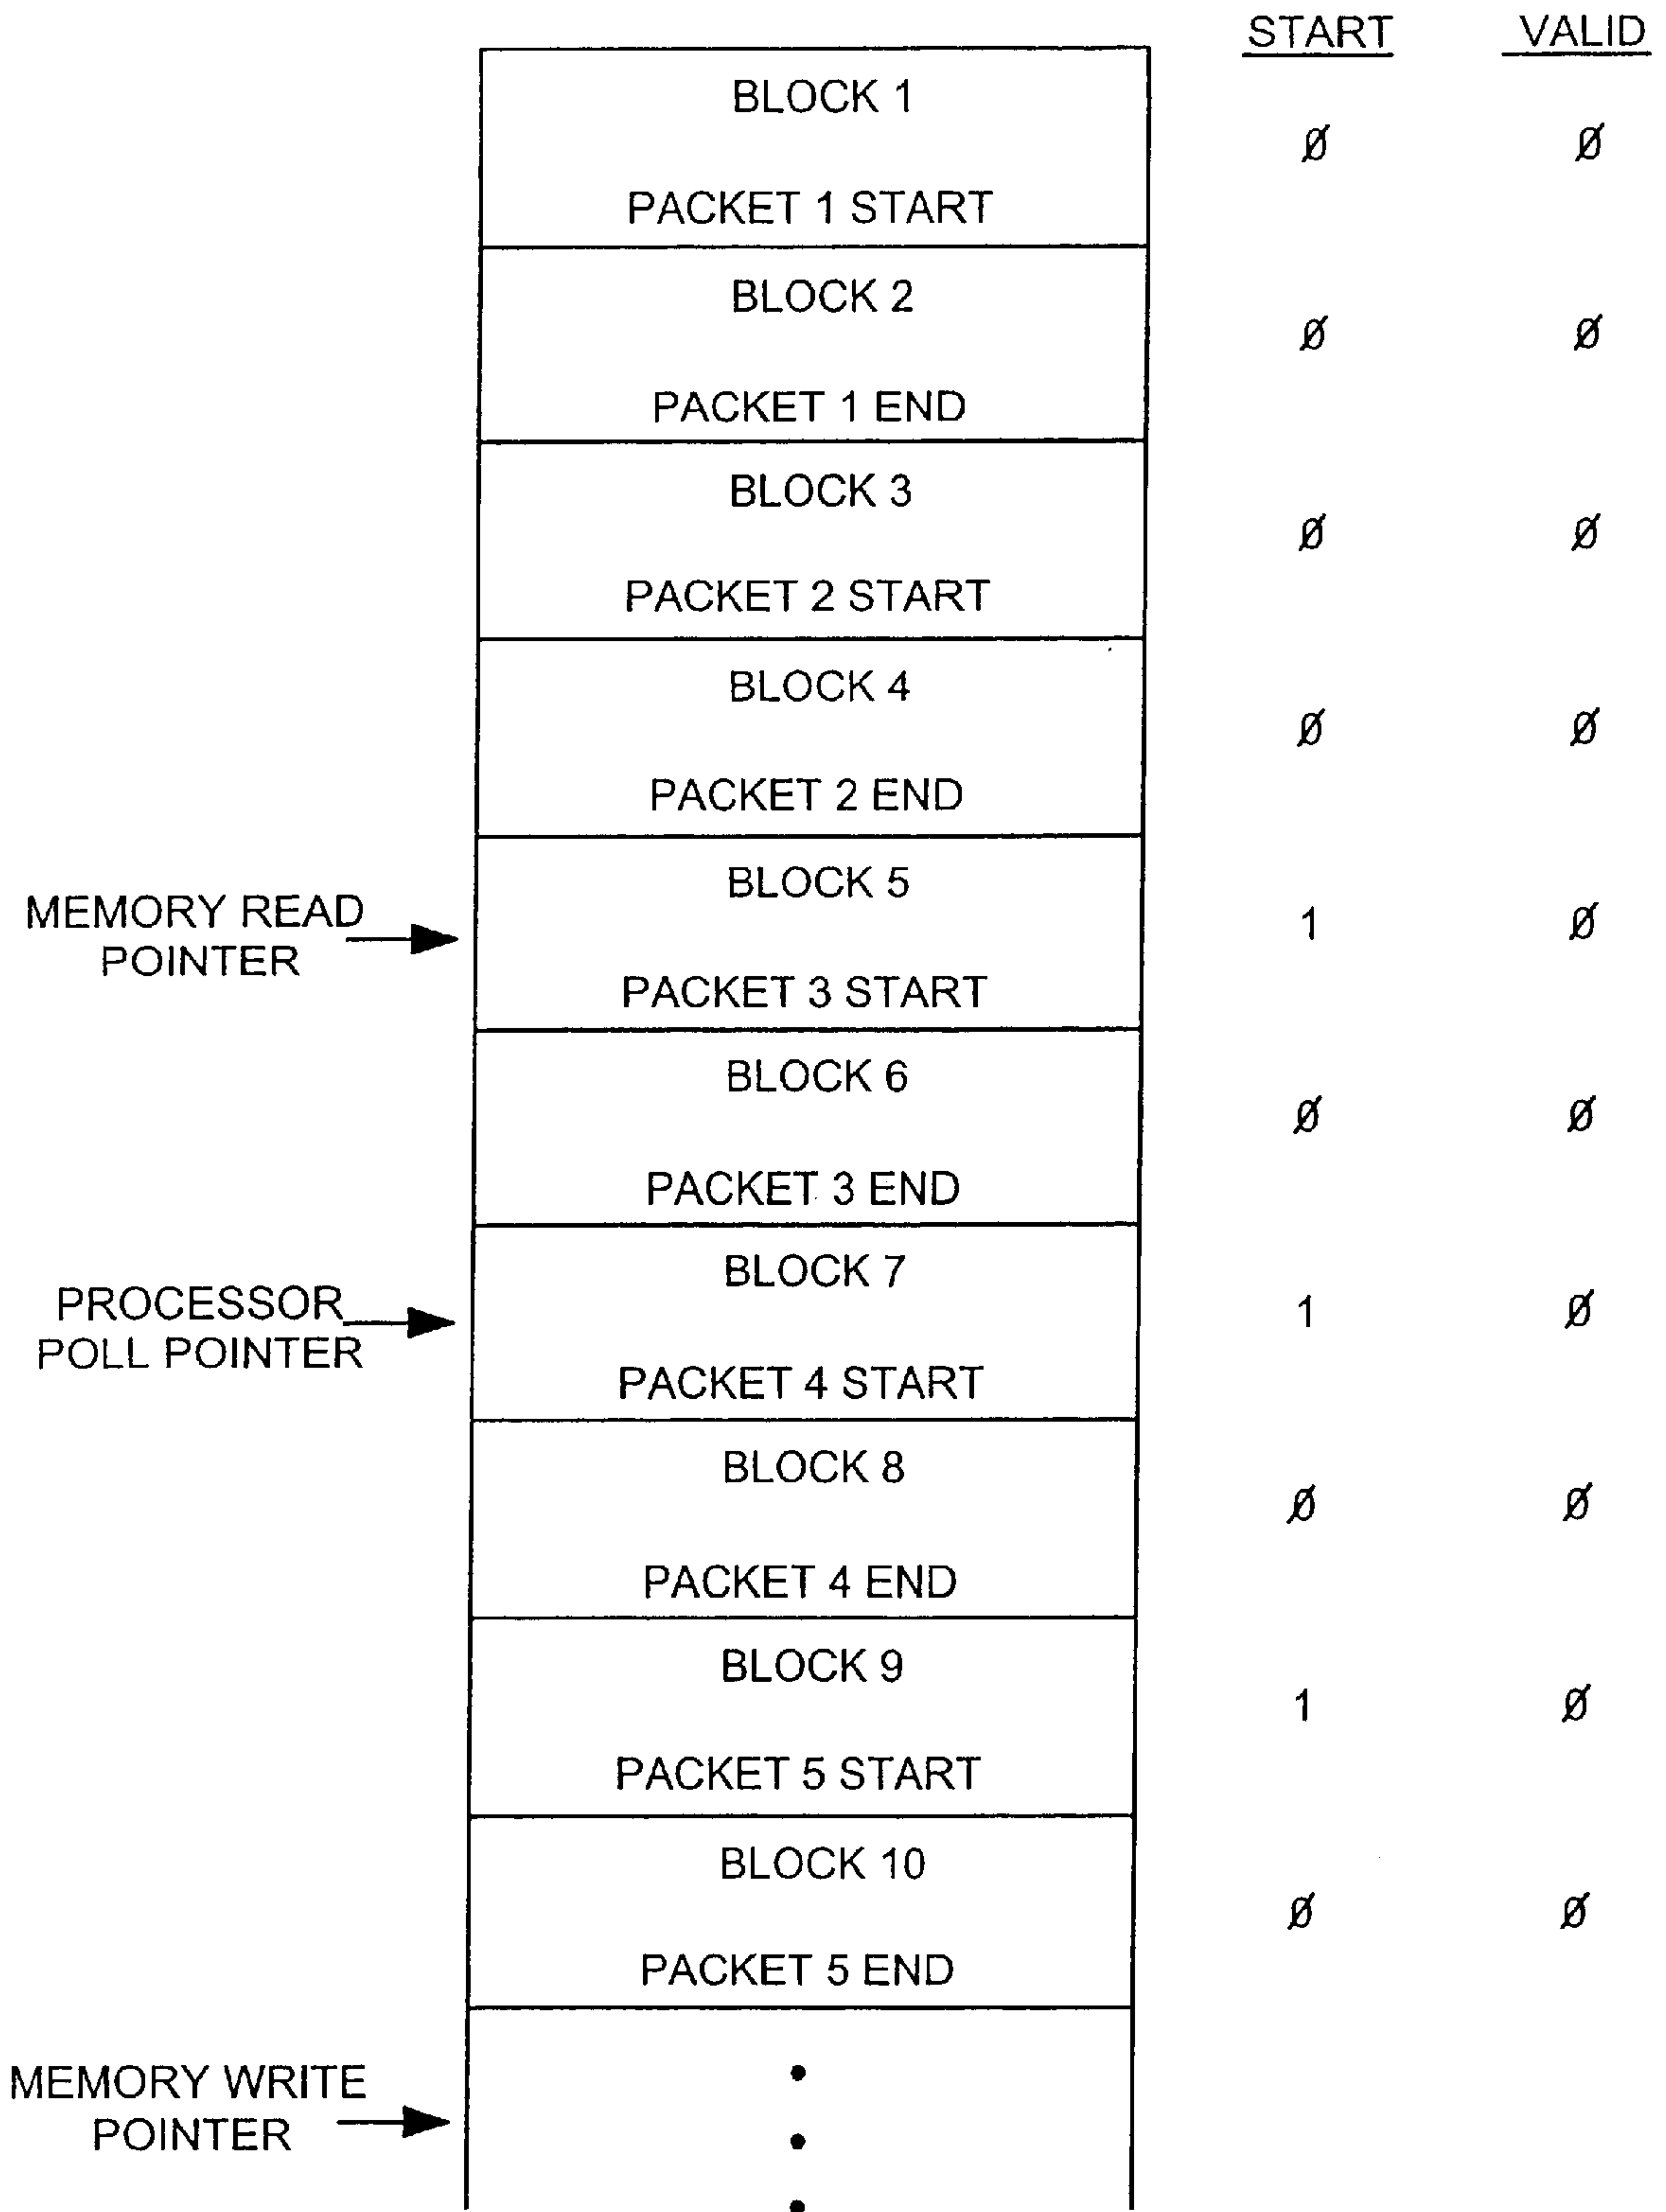 START VALID
BLOCK 1
Ø Ø
PACKET 1 START
BLOCK 2
Ø Ø
PACKET 1 END
BLOCK 3
Ø Ø
PACKET 2 START
BLOCK 4
Ø Ø
PACKET 2 END
BLOCK 5
MEMORY READ
POINTER
1 Ø
PACKET 3 START
BLOCK 6
Ø Ø
PACKET 3 END
BLOCK 7
PROCESSOR
POLL POINTER
1 Ø
PACKET 4 START
BLOCK 8
Ø Ø
PACKET 4 END
BLOCK 9
1 Ø
PACKET 5 START
BLOCK 10
Ø Ø
PACKET 5 END
MEMORY WRITE
POINTER